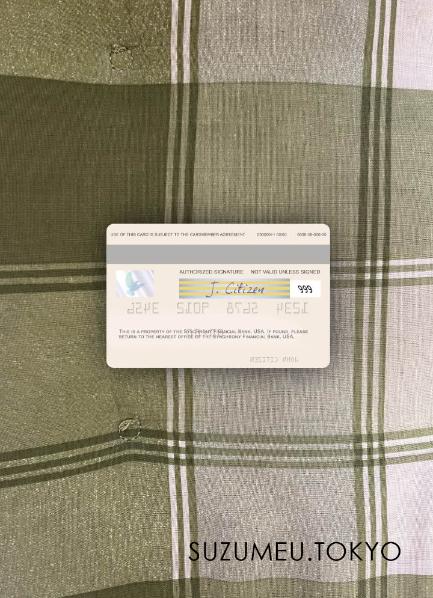 USE OF THIS CARD IS SUBJECT TO THE CARDMEMBER AGREEMENT
AUTHORIZED SIGNATURE NOT VALID UNLESS SIGNED
J. Citizen 999
THIS IS A PROPERTY OF THE SYNCHRONY FINANCIAL BANK, USA. IF FOUND, PLEASE
RETURN TO THE NEAREST OFFICE OF THE SYNCHRONY FINANCIAL BANK, USA.
SUZUMEU.TOKYO